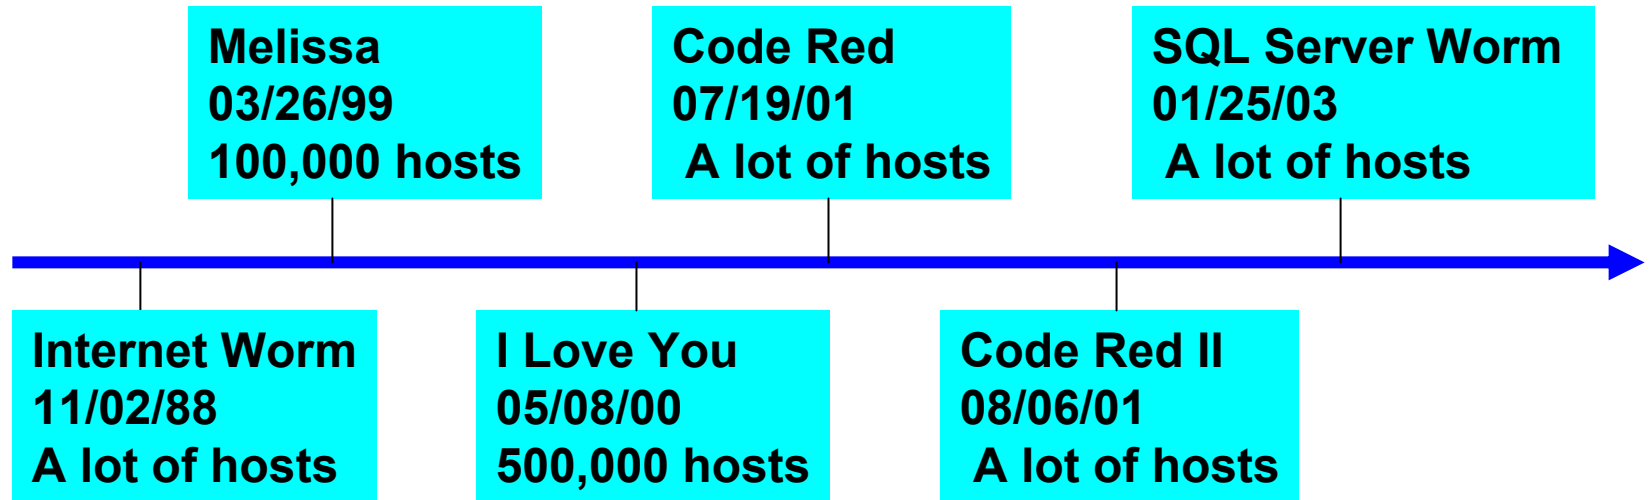 Melissa
03/26/99
100,000 hosts
Code Red
07/19/01
A lot of hosts
SQL Server Worm
01/25/03
A lot of hosts
Internet Worm
11/02/88
A lot of hosts
I Love You
05/08/00
500,000 hosts
Code Red II
08/06/01
A lot of hosts